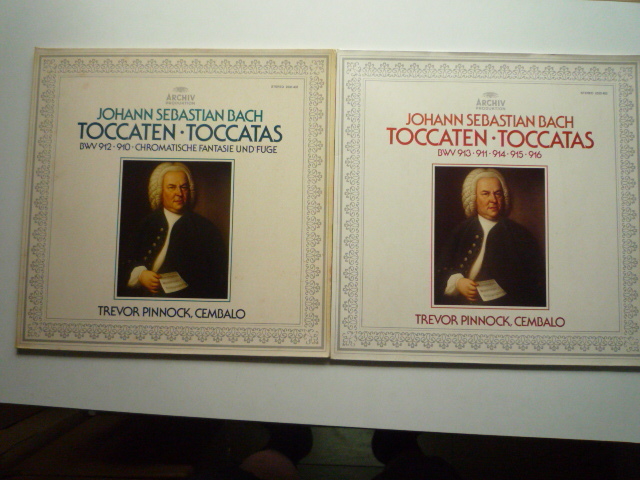 ARCHIV
PRODUKTION
JOHANN SEBASTIAN BACH
TOCCATEN · TOCCATAS
BWV 912 · 910 · CHROMATISCHE FANTASIE UND FUGE
TREVOR PINNOCK, CEMBALO
ARCHIV
PRODUKTION
JOHANN SEBASTIAN BACH
TOCCATEN · TOCCATAS
BWV 913 · 911 · 914 · 915 · 916
TREVOR PINNOCK, CEMBALO